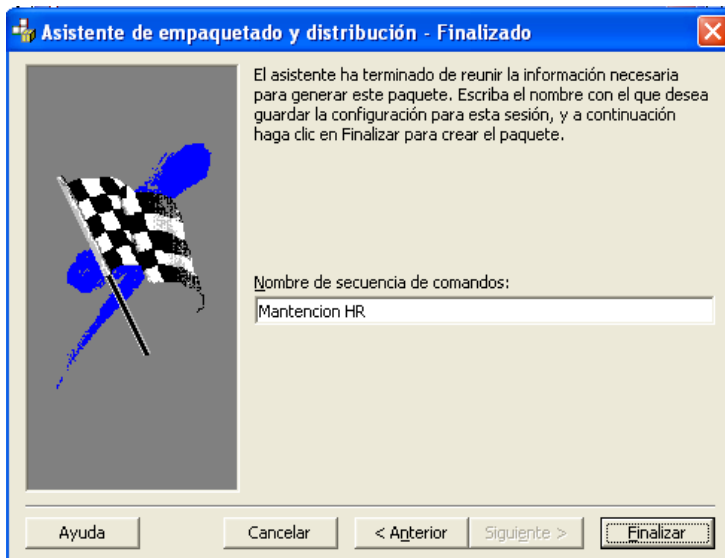 Asistente de empaquetado y distribución - Finalizado
El asistente ha terminado de reunir la información necesaria
para generar este paquete. Escriba el nombre con el que desea
guardar la configuración para esta sesión, y a continuación
haga clic en Finalizar para crear el paquete.
Nombre de secuencia de comandos:
Mantencion HR
Ayuda
Cancelar
< Anterior
Siguiente >
Finalizar